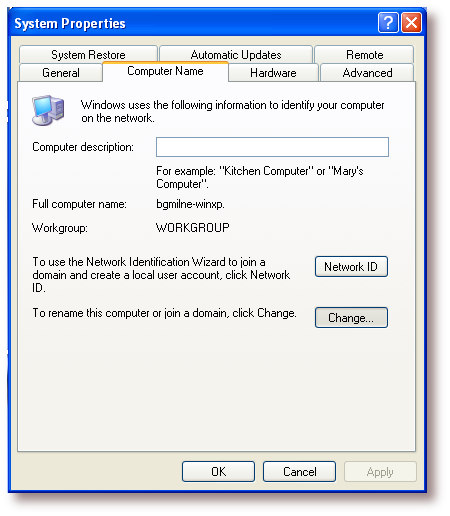 System Properties
System Restore Automatic Updates Remote
General Computer Name Hardware Advanced
Windows uses the following information to identify your computer
on the network.
Computer description:
For example: "Kitchen Computer" or "Mary's
Computer".
Full computer name: bgmilne-winxp.
Workgroup: WORKGROUP
To use the Network Identification Wizard to join a
domain and create a local user account, click Network
ID.
Network ID
To rename this computer or join a domain, click Change.
Change...
OK Cancel Apply